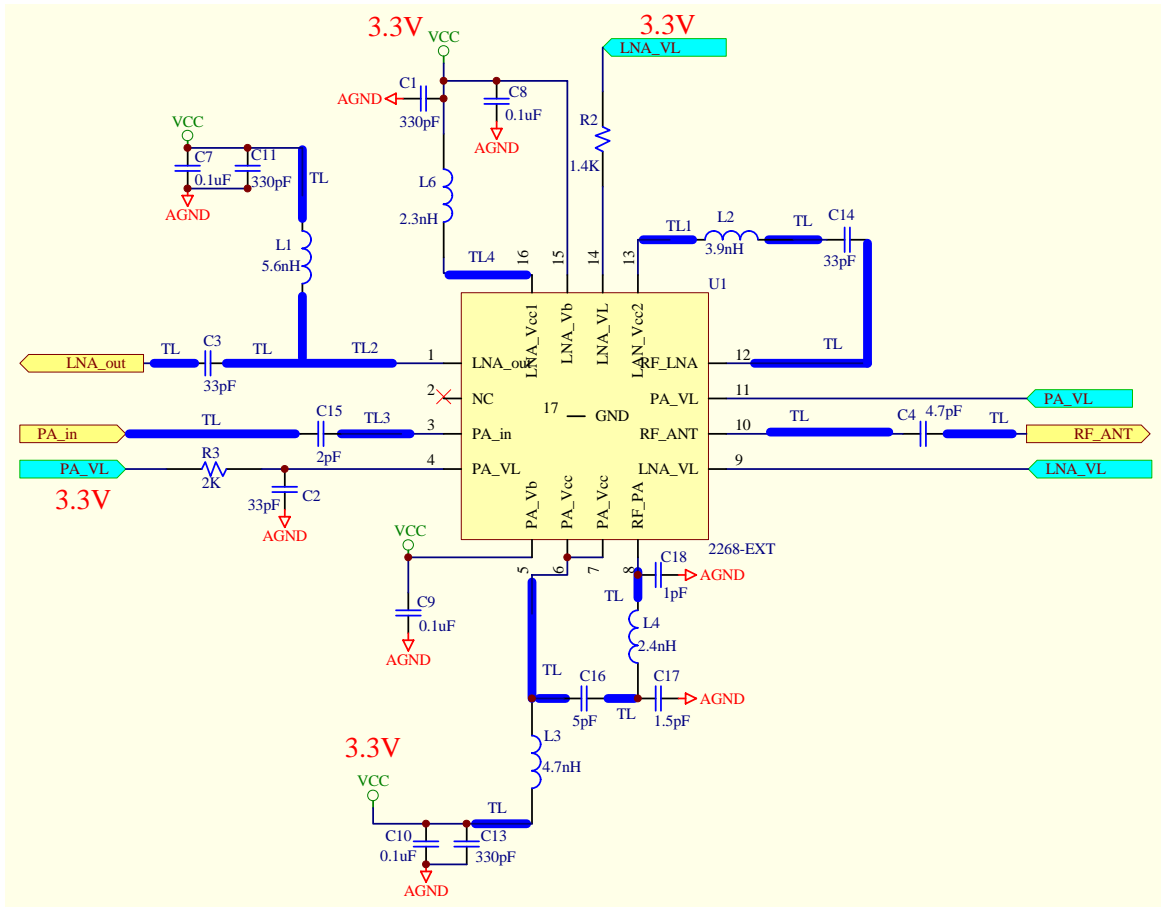 3.3V
3.3V
VCC
LNA_VL
C1
C8
AGND
330pF
0.1uF
AGND
R2
1.4K
VCC
C7
C11
0.1uF
330pF
TL
AGND
L6
2.3nH
L1
5.6nH
TL4
TL1
L2
TL
C14
3.9nH
33pF
16
15
14
13
U1
LNA_Vcc1
LNA_Vb
LNA_VL
LAN_Vcc2
LNA_out
TL
C3
TL
TL2
1
LNA_out
RF_LNA
12
TL
33pF
2
NC
PA_VL
11
PA_VL
17
GND
PA_in
TL
C15
TL3
3
PA_in
RF_ANT
10
TL
C4
4.7pF
TL
RF_ANT
2pF
PA_VL
R3
4
PA_VL
LNA_VL
9
LNA_VL
2K
3.3V
33pF
C2
AGND
PA_Vb
PA_Vcc
PA_Vcc
RF_PA
2268-EXT
VCC
5
6
7
8
C18
AGND
1pF
TL
C9
0.1uF
AGND
L4
2.4nH
TL
C16
C17
AGND
5pF
TL
1.5pF
L3
4.7nH
3.3V
VCC
TL
C10
C13
0.1uF
330pF
AGND